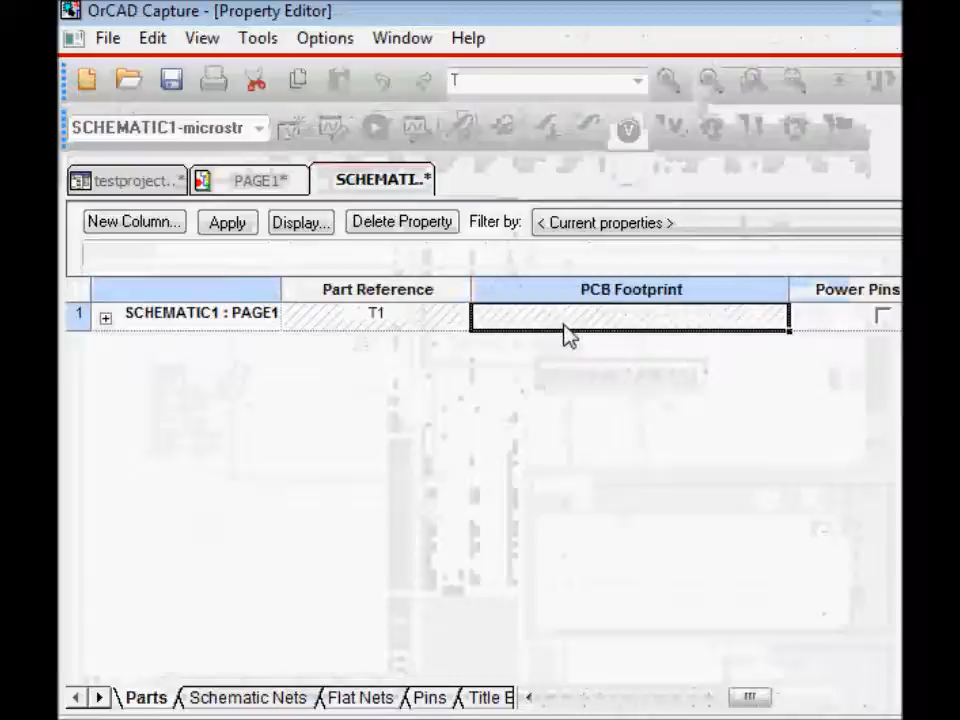 OrCAD Capture - [Property Editor]
File Edit View Tools Options Window Help
T
SCHEMATIC1-microstr
testproject..* PAGE1* SCHEMATI..*
New Column... Apply Display... Delete Property Filter by: < Current properties >
Part Reference PCB Footprint Power Pins
1 SCHEMATIC1 : PAGE1 T1
Parts Schematic Nets Flat Nets Pins Title B